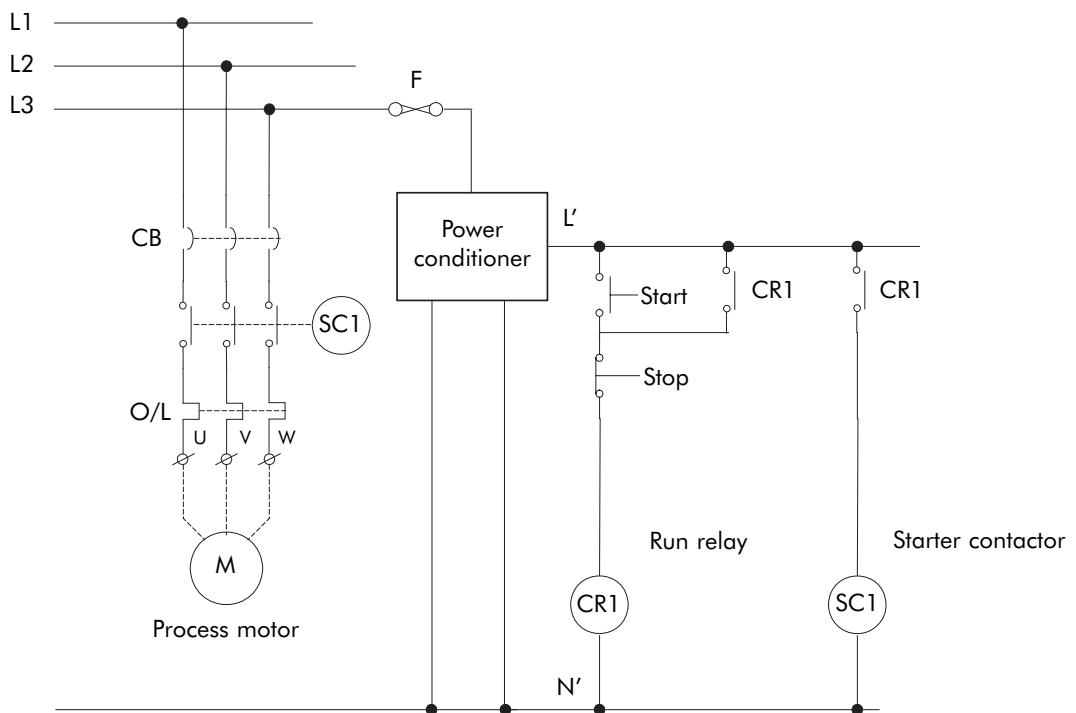 L1
L2
L3
F
CB
SC1
O/L
U
V
W
M
Process motor
Power
conditioner
L’
Start
CR1
CR1
Stop
Run relay
Starter contactor
CR1
SC1
N’